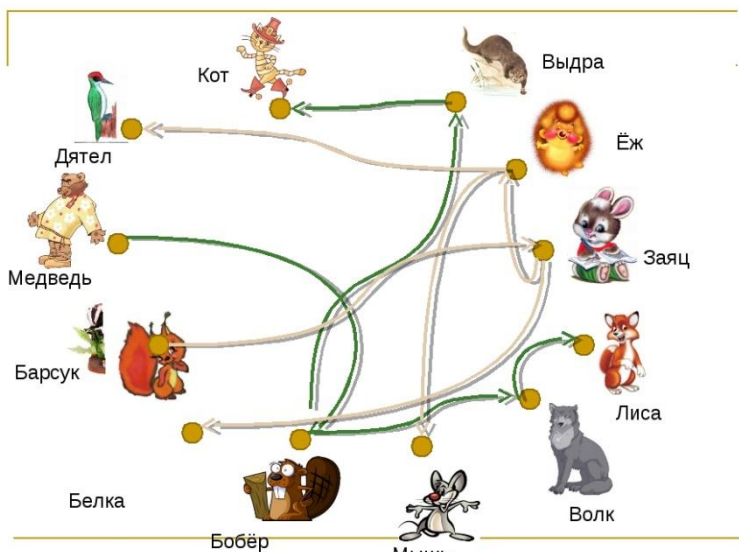 Кот
Выдра
Дятел
Ёж
Медведь
Заяц
Барсук
Лиса
Белка
Бобёр
Волк